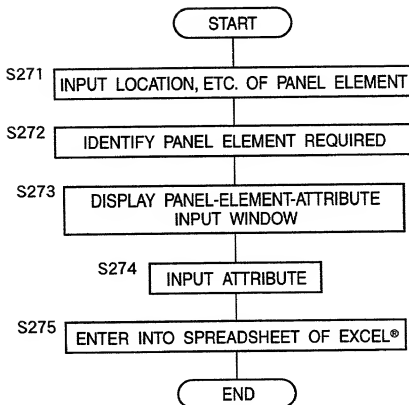 START
S271
INPUT LOCATION, ETC. OF PANEL ELEMENT
S272
IDENTIFY PANEL ELEMENT REQUIRED
S273
DISPLAY PANEL-ELEMENT-ATTRIBUTE
INPUT WINDOW
S274
INPUT ATTRIBUTE
S275
ENTER INTO SPREADSHEET OF EXCEL®
END